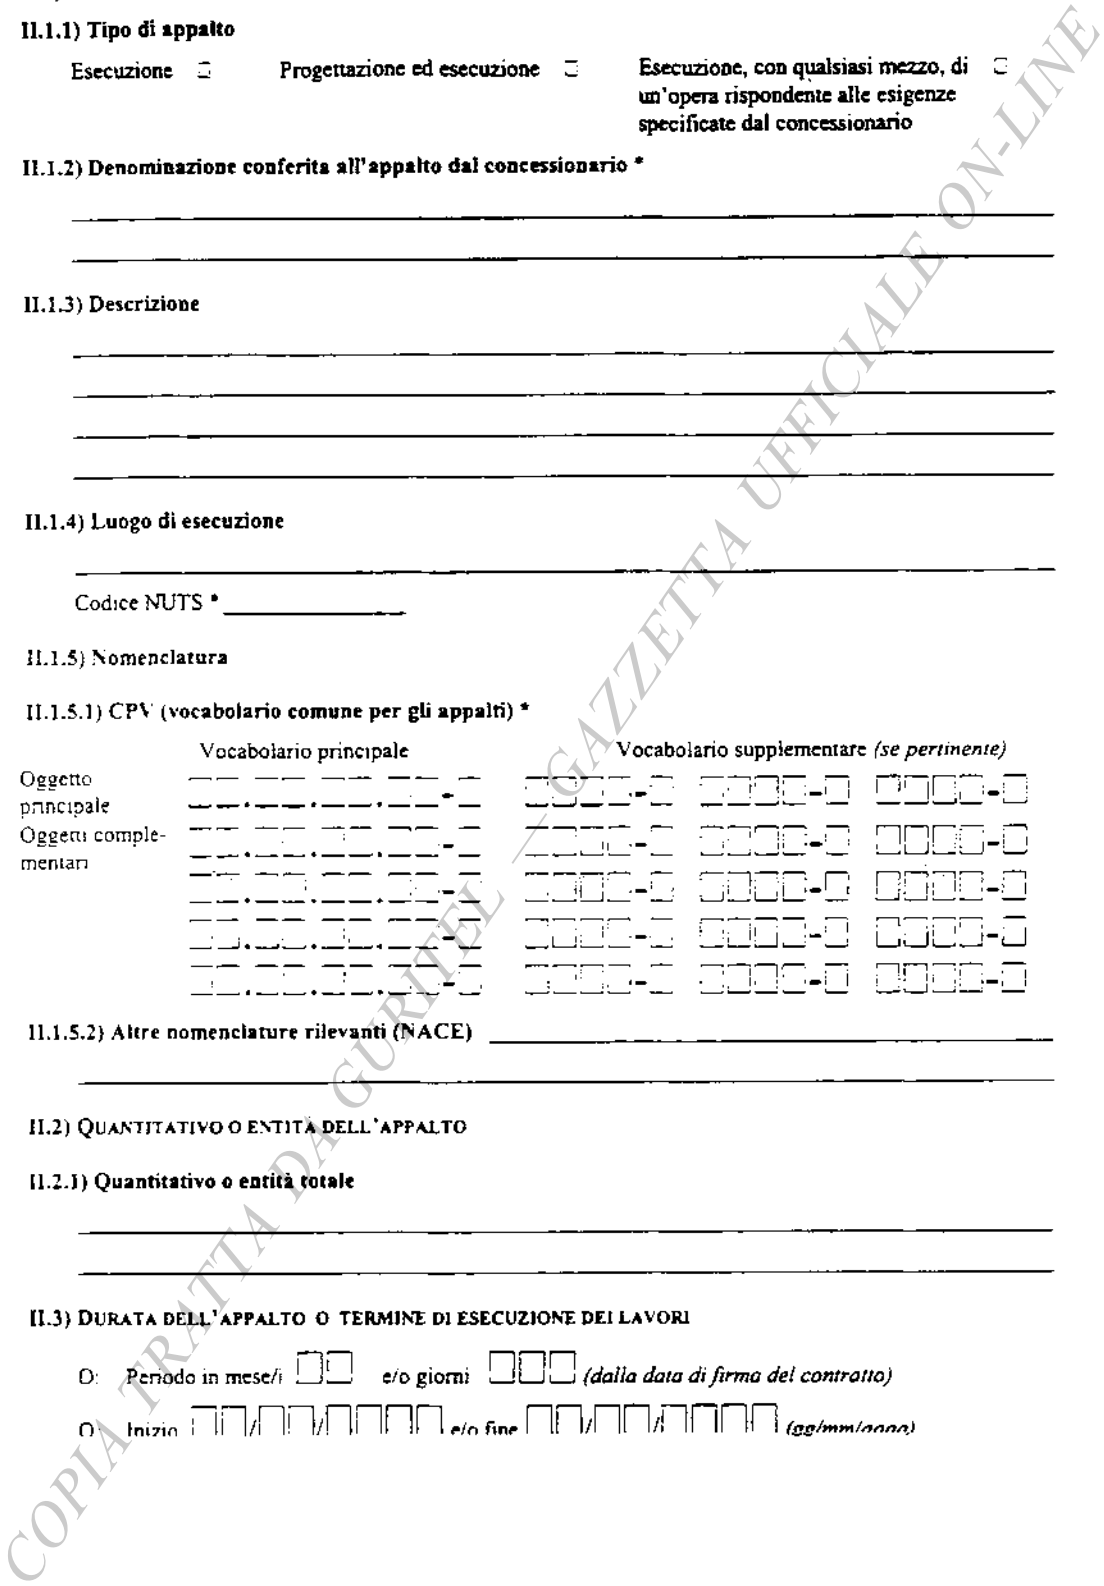 II.1.1) Tipo di appalto
Esecuzione Progettazione ed esecuzione Esecuzione, con qualsiasi mezzo, di
un'opera rispondente alle esigenze
specificate dal concessionario
II.1.2) Denominazione conferita all'appalto dal concessionario *
II.1.3) Descrizione
II.1.4) Luogo di esecuzione
Codice NUTS *
II.1.5) Nomenclatura
II.1.5.1) CPV (vocabolario comune per gli appalti) *
Vocabolario principale Vocabolario supplementare (se pertinente)
Oggetto
principale
Oggetti comple-
mentari
II.1.5.2) Altre nomenclature rilevanti (NACE)
II.2) QUANTITATIVO O ENTITÀ DELL'APPALTO
II.2.1) Quantitativo o entità totale
II.3) DURATA DELL'APPALTO O TERMINE DI ESECUZIONE DEI LAVORI
O: Periodo in mese/i e/o giorni (dalla data di firma del contratto)
O: Inizio / / e/o fine / / (gg/mm/aaaa)
COPIA TRATTA DA GURITEL — GAZZETTA UFFICIALE ON-LINE